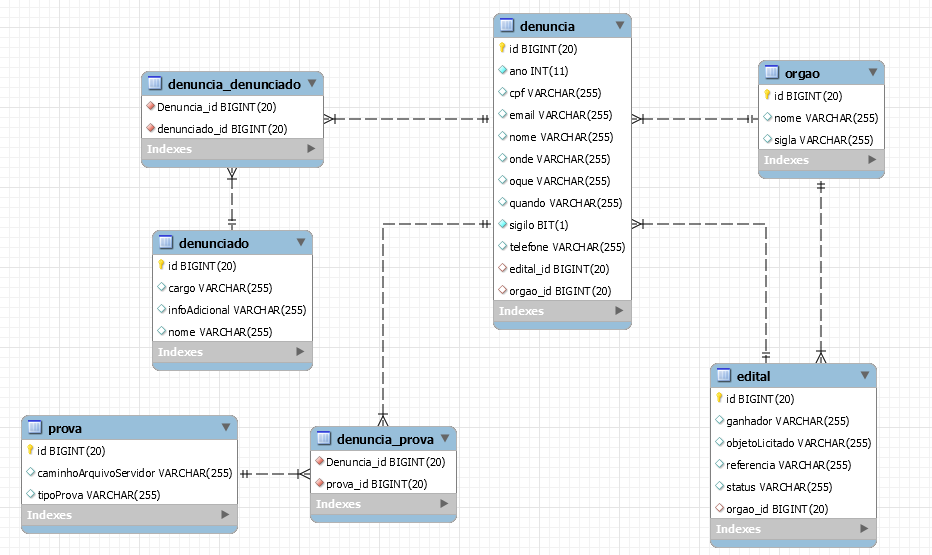 denuncia
id BIGINT(20)
ano INT(11)
cpf VARCHAR(255)
email VARCHAR(255)
nome VARCHAR(255)
onde VARCHAR(255)
oque VARCHAR(255)
quando VARCHAR(255)
sigilo BIT(1)
telefone VARCHAR(255)
edital_id BIGINT(20)
orgao_id BIGINT(20)
Indexes
denuncia_denunciado
Denuncia_id BIGINT(20)
denunciado_id BIGINT(20)
Indexes
orgao
id BIGINT(20)
nome VARCHAR(255)
sigla VARCHAR(255)
Indexes
denunciado
id BIGINT(20)
cargo VARCHAR(255)
infoAdicional VARCHAR(255)
nome VARCHAR(255)
Indexes
edital
id BIGINT(20)
ganhador VARCHAR(255)
objetoLicitado VARCHAR(255)
referencia VARCHAR(255)
status VARCHAR(255)
orgao_id BIGINT(20)
Indexes
prova
id BIGINT(20)
caminhoArquivoServidor VARCHAR(255)
tipoProva VARCHAR(255)
Indexes
denuncia_prova
Denuncia_id BIGINT(20)
prova_id BIGINT(20)
Indexes